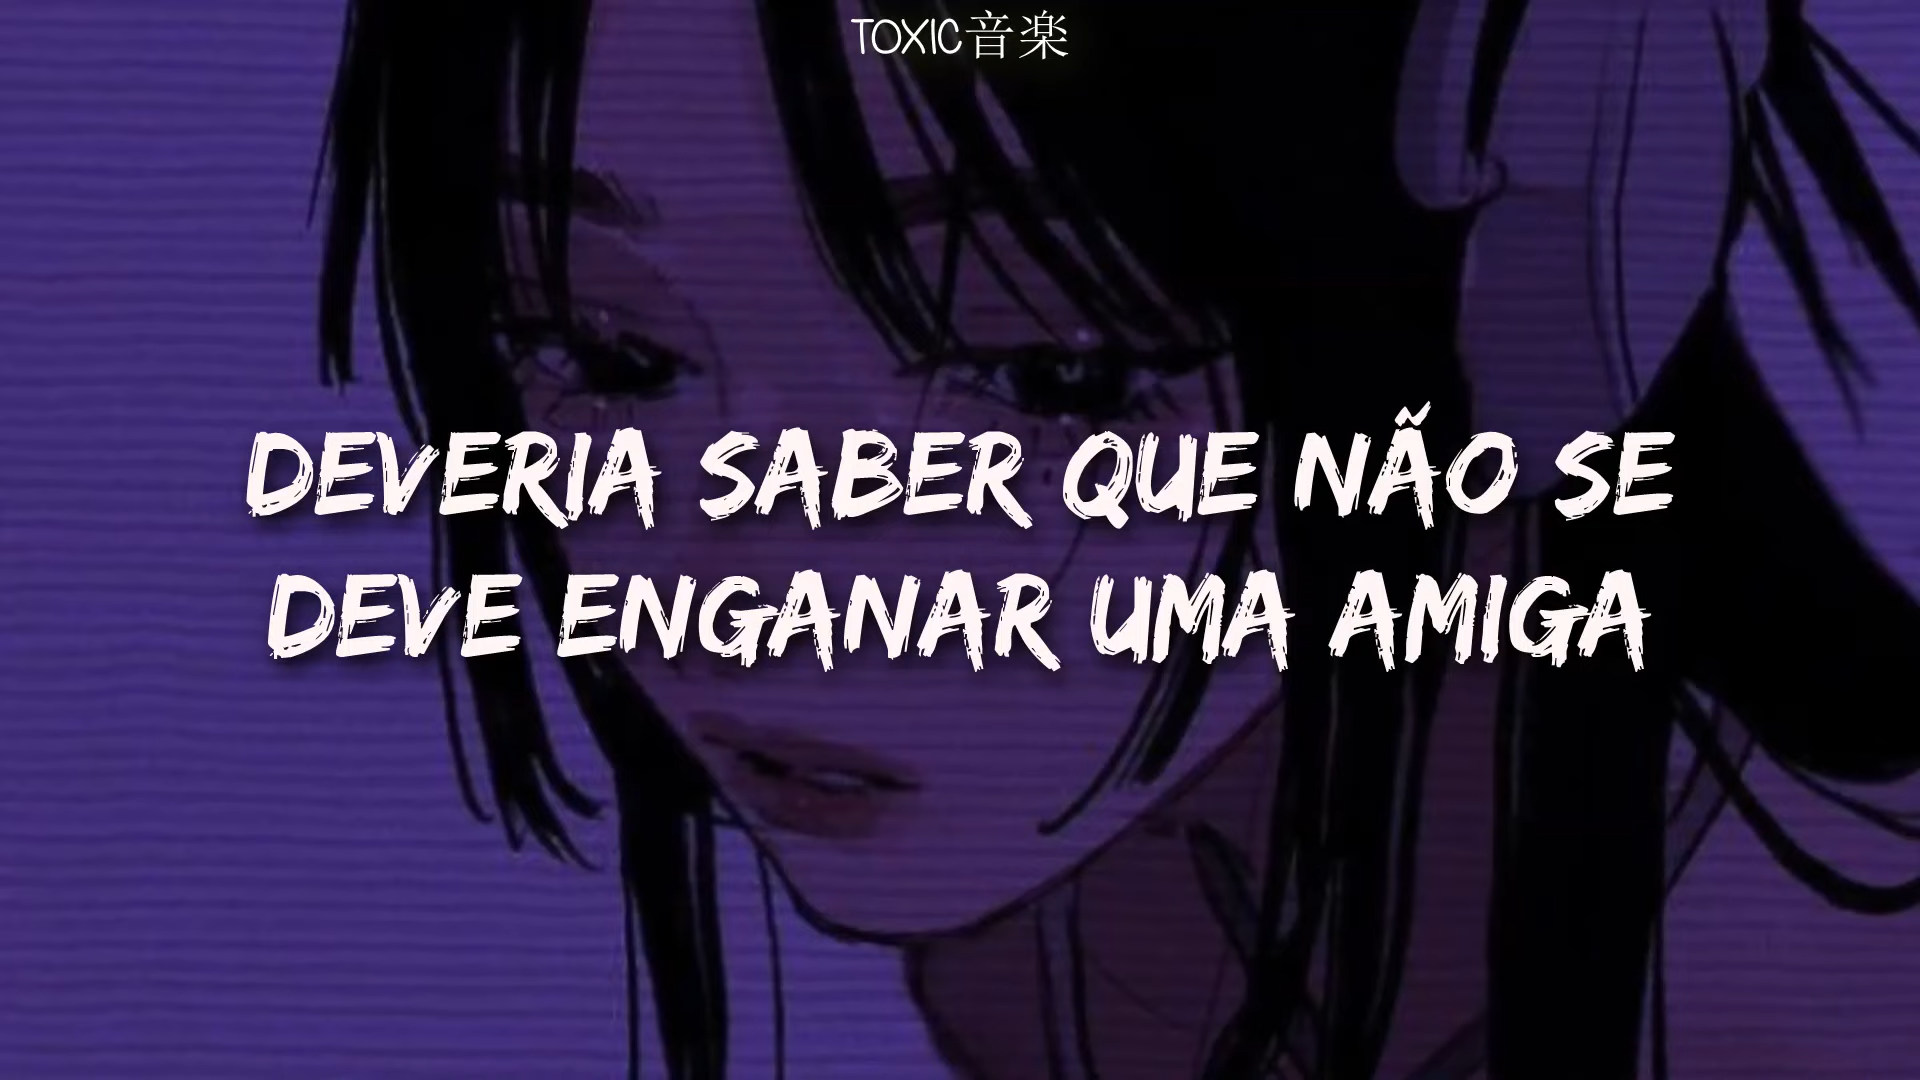 TOXIC音楽
DEVERIA SABER QUE NÃO SE
DEVE ENGANAR UMA AMIGA